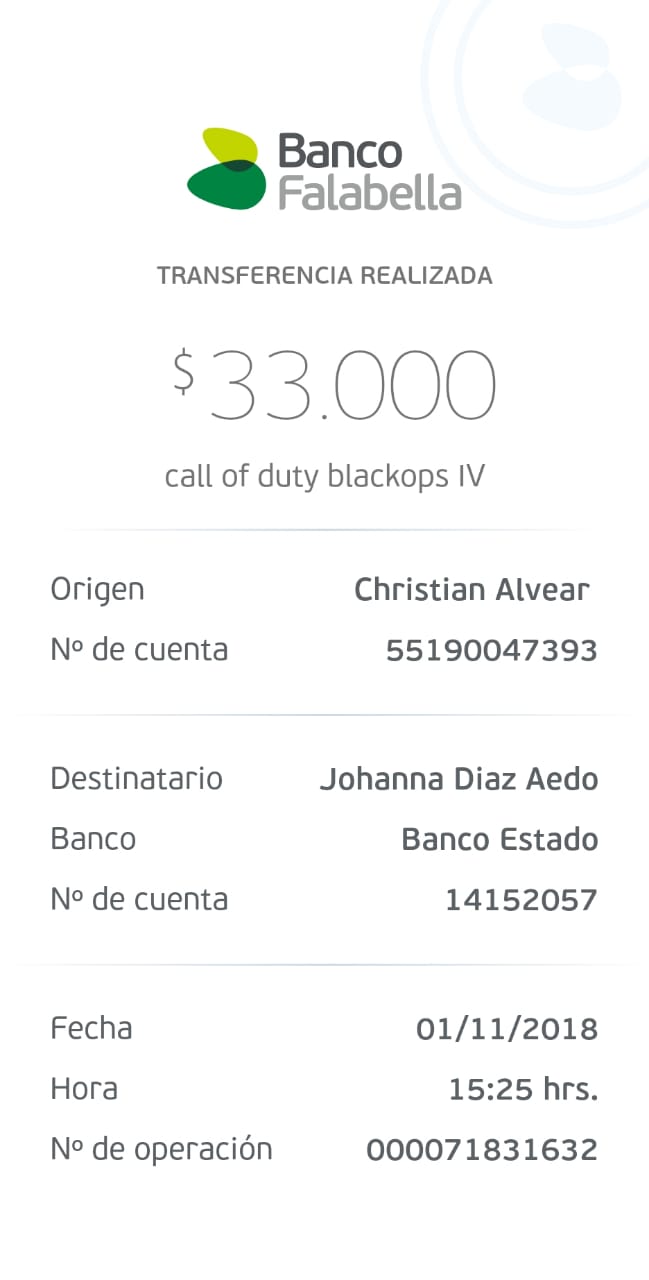 Banco
Falabella
TRANSFERENCIA REALIZADA
$33.000
call of duty blackops IV
Origen Christian Alvear
Nº de cuenta 55190047393
Destinatario Johanna Diaz Aedo
Banco Banco Estado
Nº de cuenta 14152057
Fecha 01/11/2018
Hora 15:25 hrs.
Nº de operación 000071831632